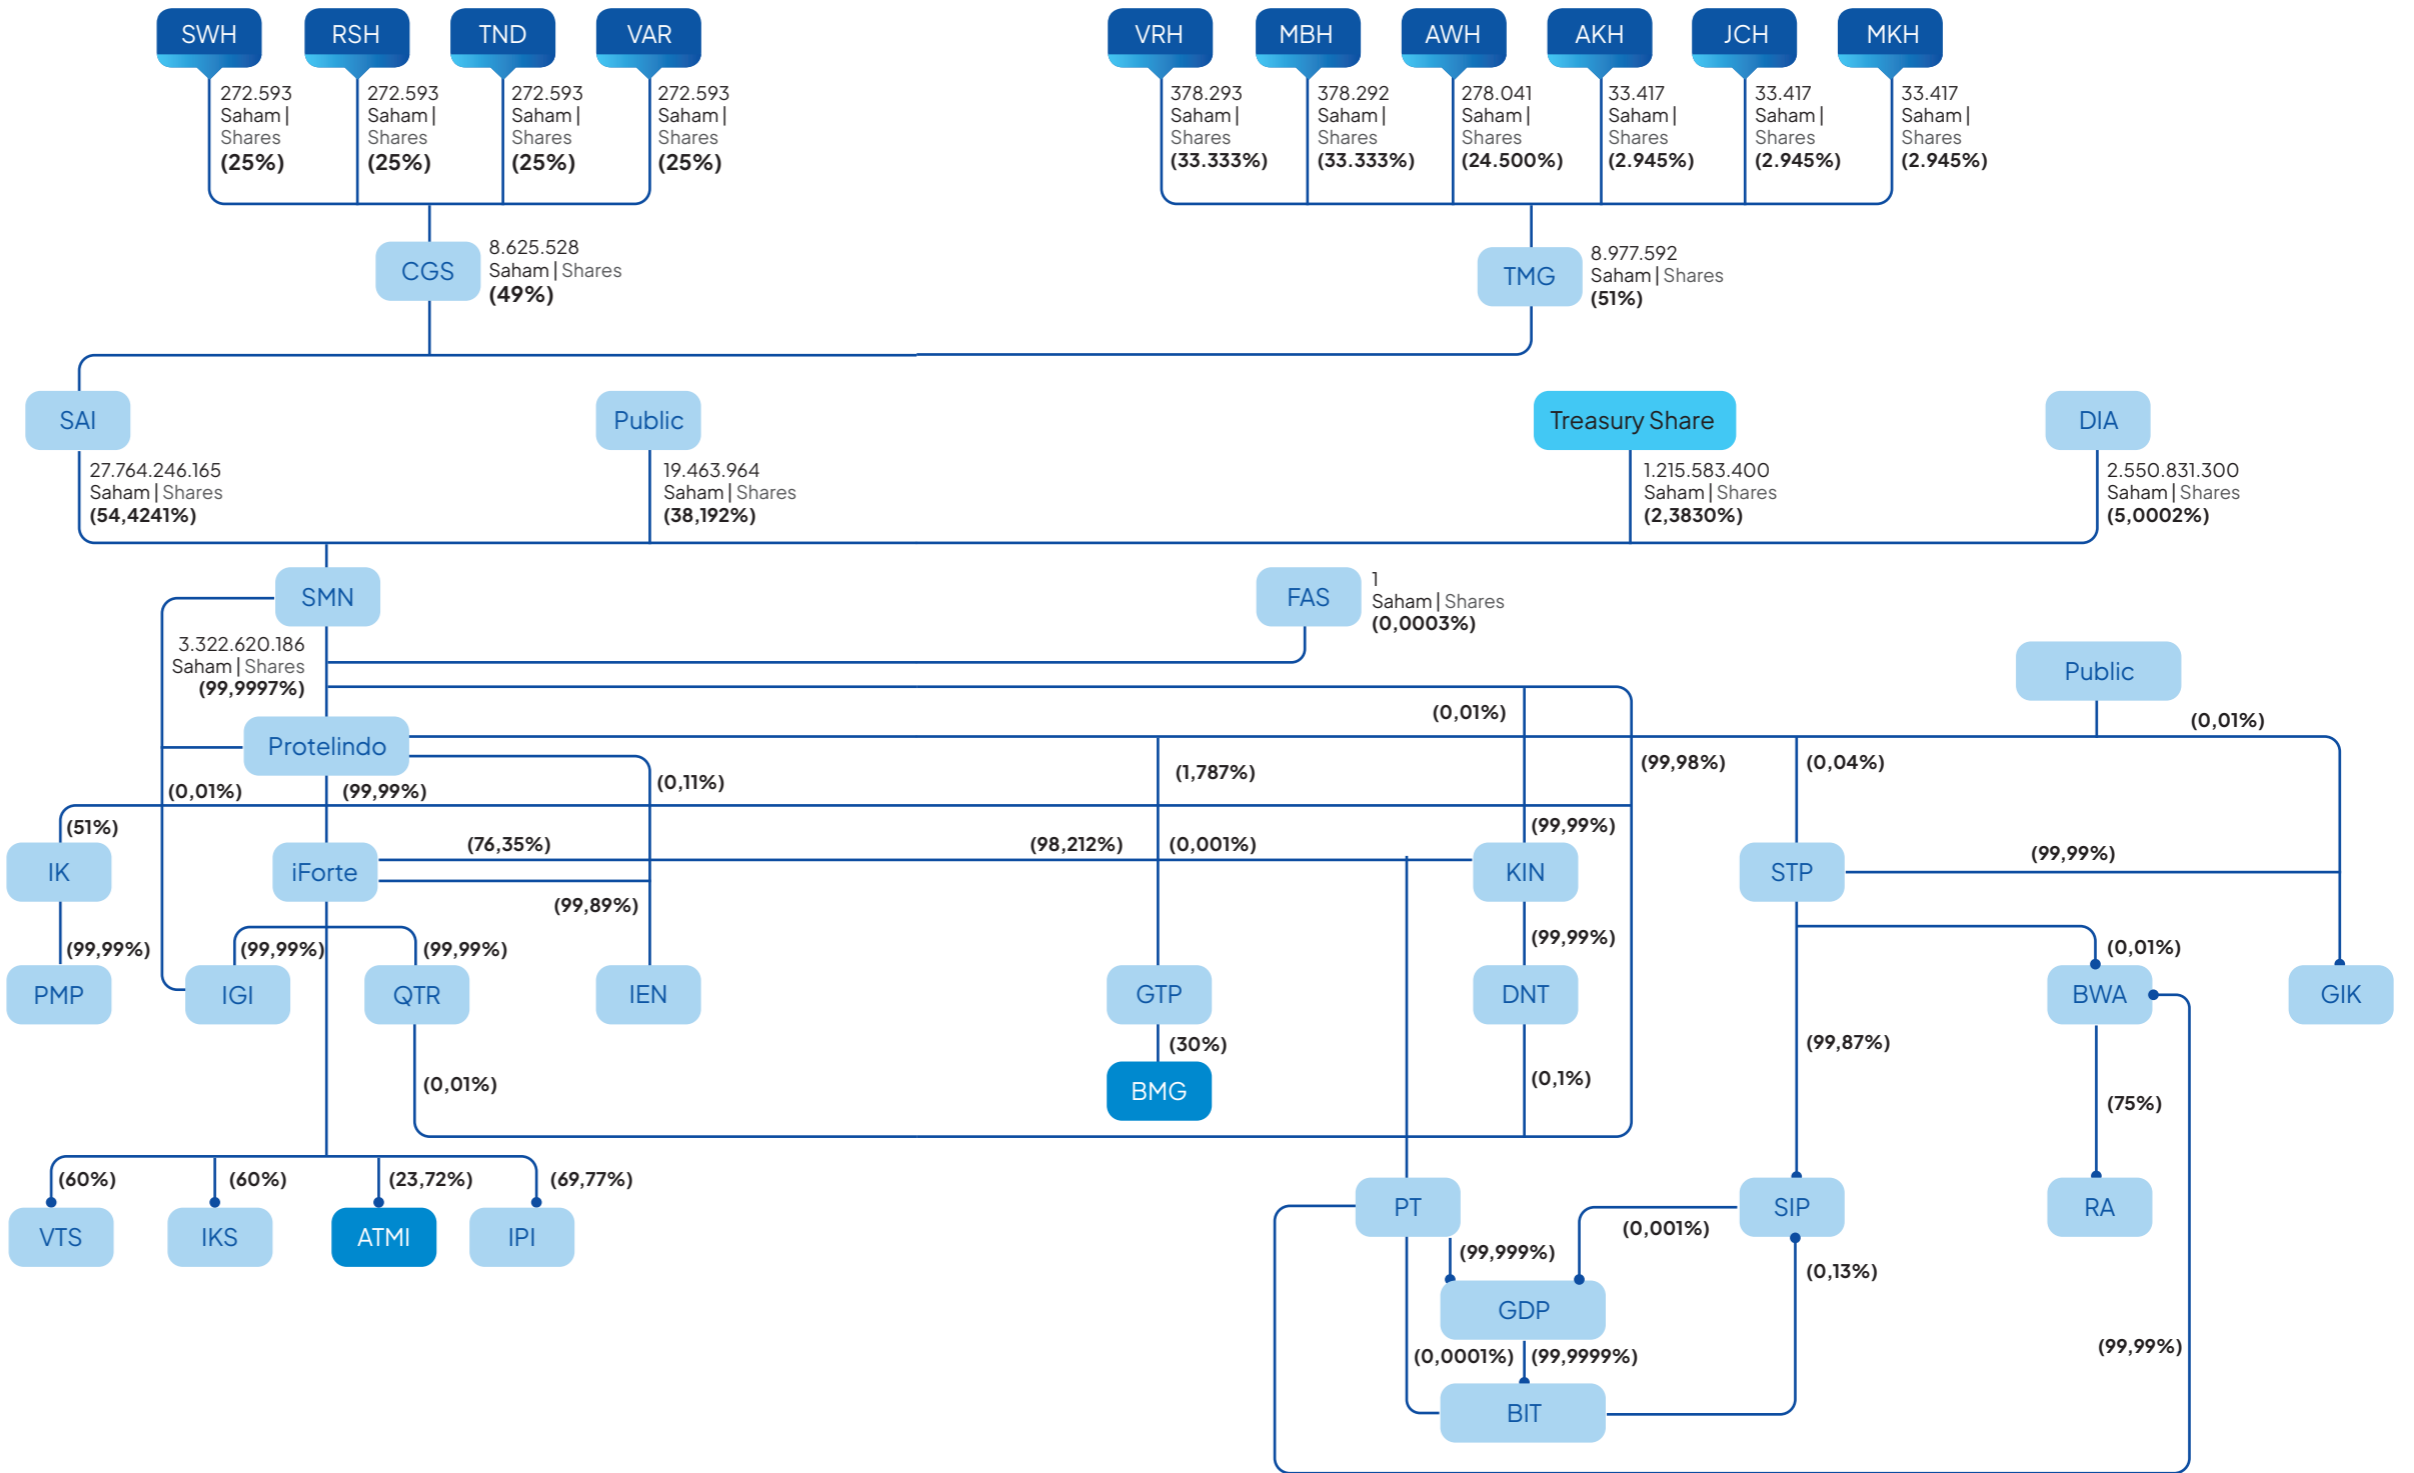 SWH
RSH
TND
VAR
VRH
MBH
AWH
AKH
JCH
MKH
272.593
Saham |
Shares
(25%)
272.593
Saham |
Shares
(25%)
272.593
Saham |
Shares
(25%)
272.593
Saham |
Shares
(25%)
378.293
Saham |
Shares
(33.333%)
378.292
Saham |
Shares
(33.333%)
278.041
Saham |
Shares
(24.500%)
33.417
Saham |
Shares
(2.945%)
33.417
Saham |
Shares
(2.945%)
33.417
Saham |
Shares
(2.945%)
CGS
8.625.528
Saham | Shares
(49%)
TMG
8.977.592
Saham | Shares
(51%)
SAI
Public
Treasury Share
DIA
27.764.246.165
Saham | Shares
(54,4241%)
19.463.964
Saham | Shares
(38,192%)
1.215.583.400
Saham | Shares
(2,3830%)
2.550.831.300
Saham | Shares
(5,0002%)
SMN
FAS
1
Saham | Shares
(0,0003%)
3.322.620.186
Saham | Shares
(99,9997%)
Public
(0,01%)
(0,01%)
Protelindo
(99,98%)
(0,04%)
(1,787%)
(0,11%)
(0,01%)
(99,99%)
(51%)
(99,99%)
(76,35%)
(98,212%)
(0,001%)
(99,99%)
IK
iForte
KIN
STP
(99,89%)
(99,99%)
(99,99%)
(99,99%)
(99,99%)
(0,01%)
PMP
IGI
QTR
IEN
GTP
DNT
BWA
GIK
(30%)
(99,87%)
(0,01%)
(0,1%)
BMG
(75%)
(60%)
(60%)
(23,72%)
(69,77%)
VTS
IKS
ATMI
IPI
PT
SIP
RA
(0,001%)
(99,999%)
(0,13%)
GDP
(99,99%)
(0,0001%)
(99,9999%)
BIT